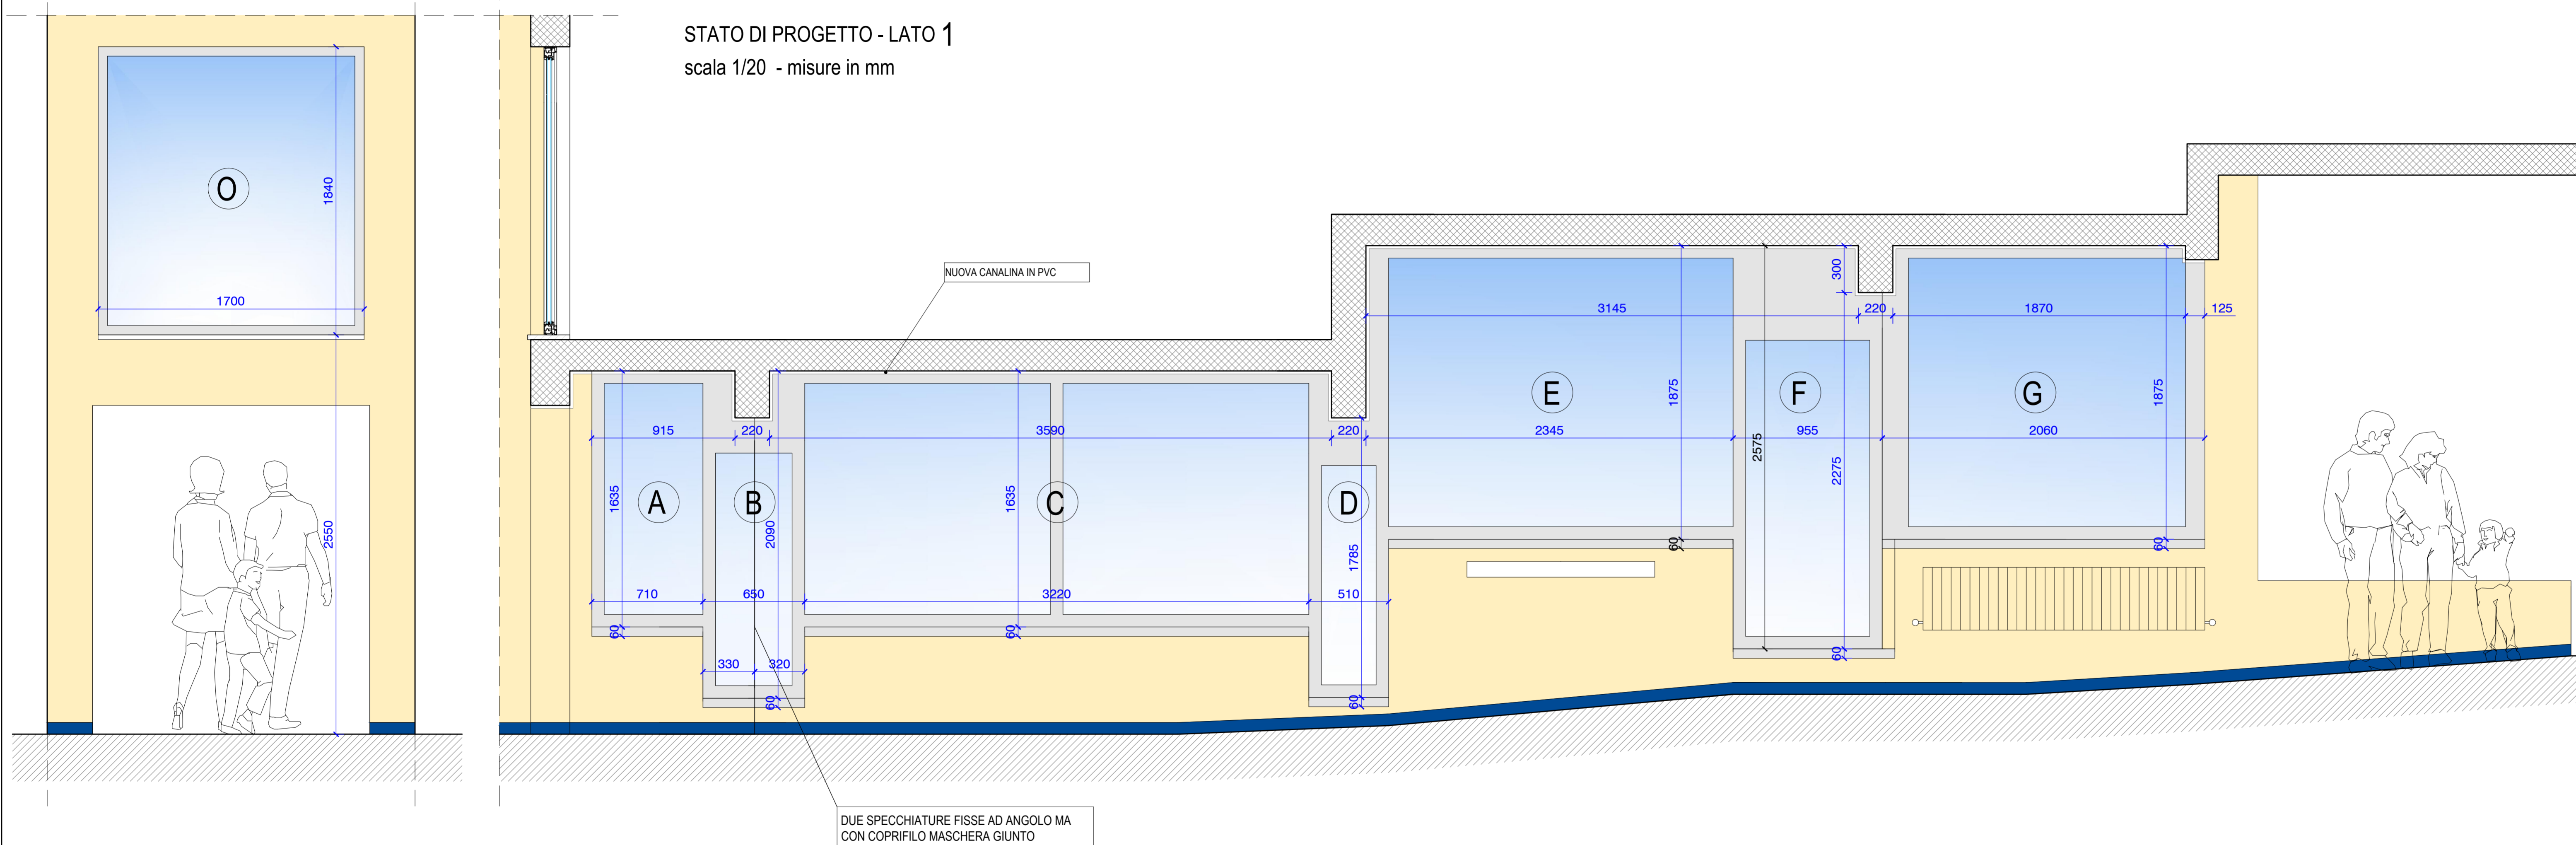 STATO DI PROGETTO - LATO 1
scala 1/20  - misure in mm
O
1840
1700
2550
NUOVA CANALINA IN PVC
915
220
3590
220
1635
A
B
2090
1635
C
D
1785
710
650
3220
510
60
60
330
320
60
60
3145
220
1870
125
300
E
1875
F
2575
2275
G
1875
2345
955
2060
60
60
60
DUE SPECCHIATURE FISSE AD ANGOLO MA
CON COPRIFILO MASCHERA GIUNTO